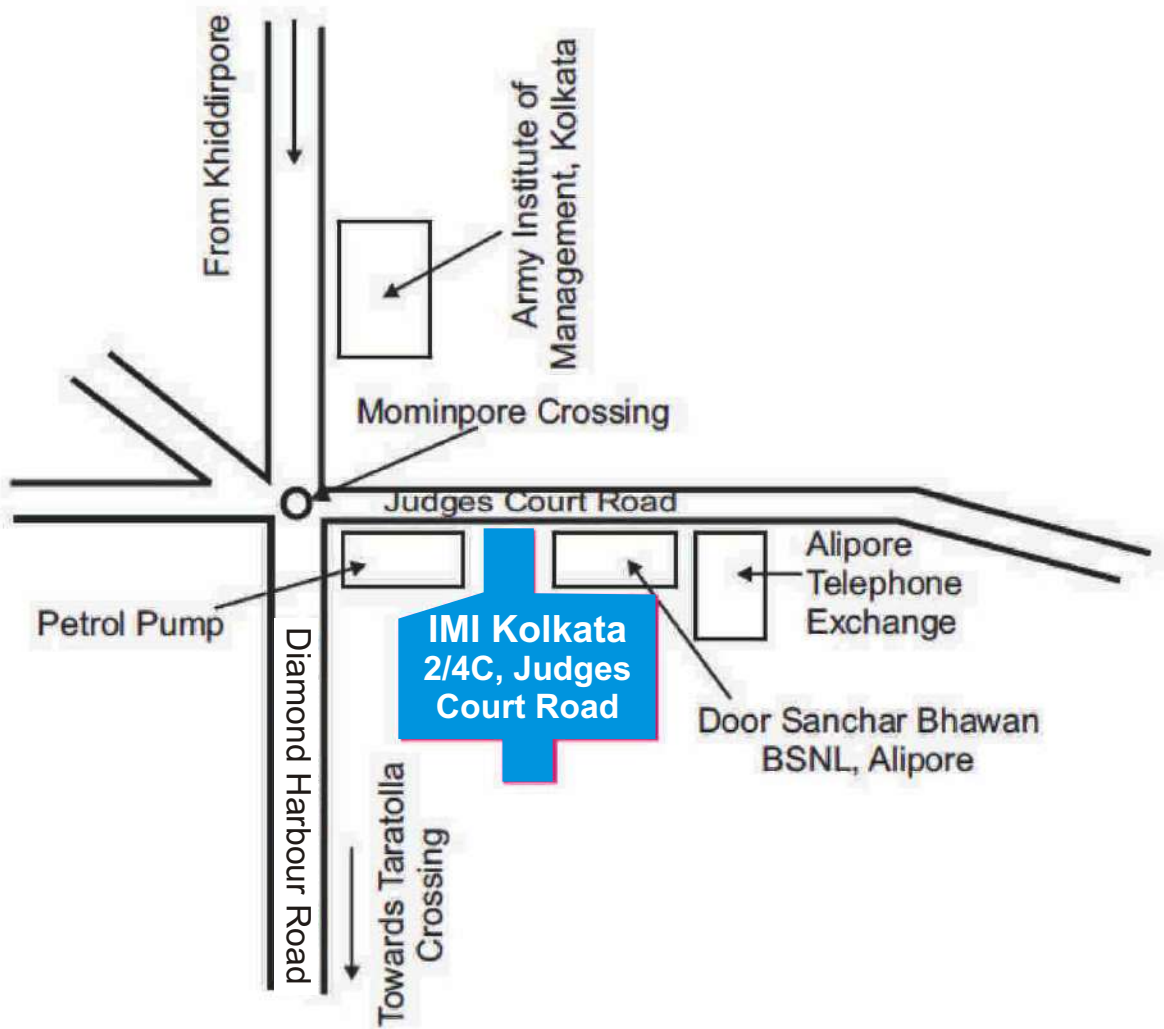 From Khiddirpore
Army Institute of
Management, Kolkata
Mominpore Crossing
Judges Court Road
Petrol Pump
IMI Kolkata
2/4C, Judges
Court Road
Alipore
Telephone
Exchange
Door Sanchar Bhawan
BSNL, Alipore
Diamond Harbour Road
Towards Taratolla
Crossing